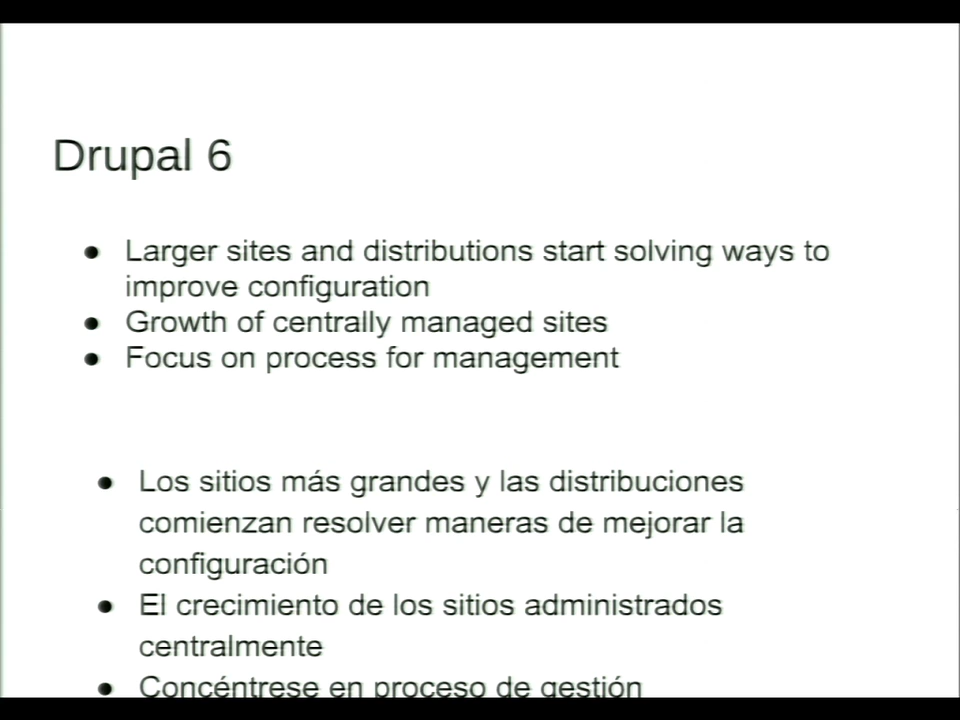 Drupal 6
● Larger sites and distributions start solving ways to
improve configuration
● Growth of centrally managed sites
● Focus on process for management
● Los sitios más grandes y las distribuciones
comienzan resolver maneras de mejorar la
configuración
● El crecimiento de los sitios administrados
centralmente
● Concéntrese en proceso de gestión